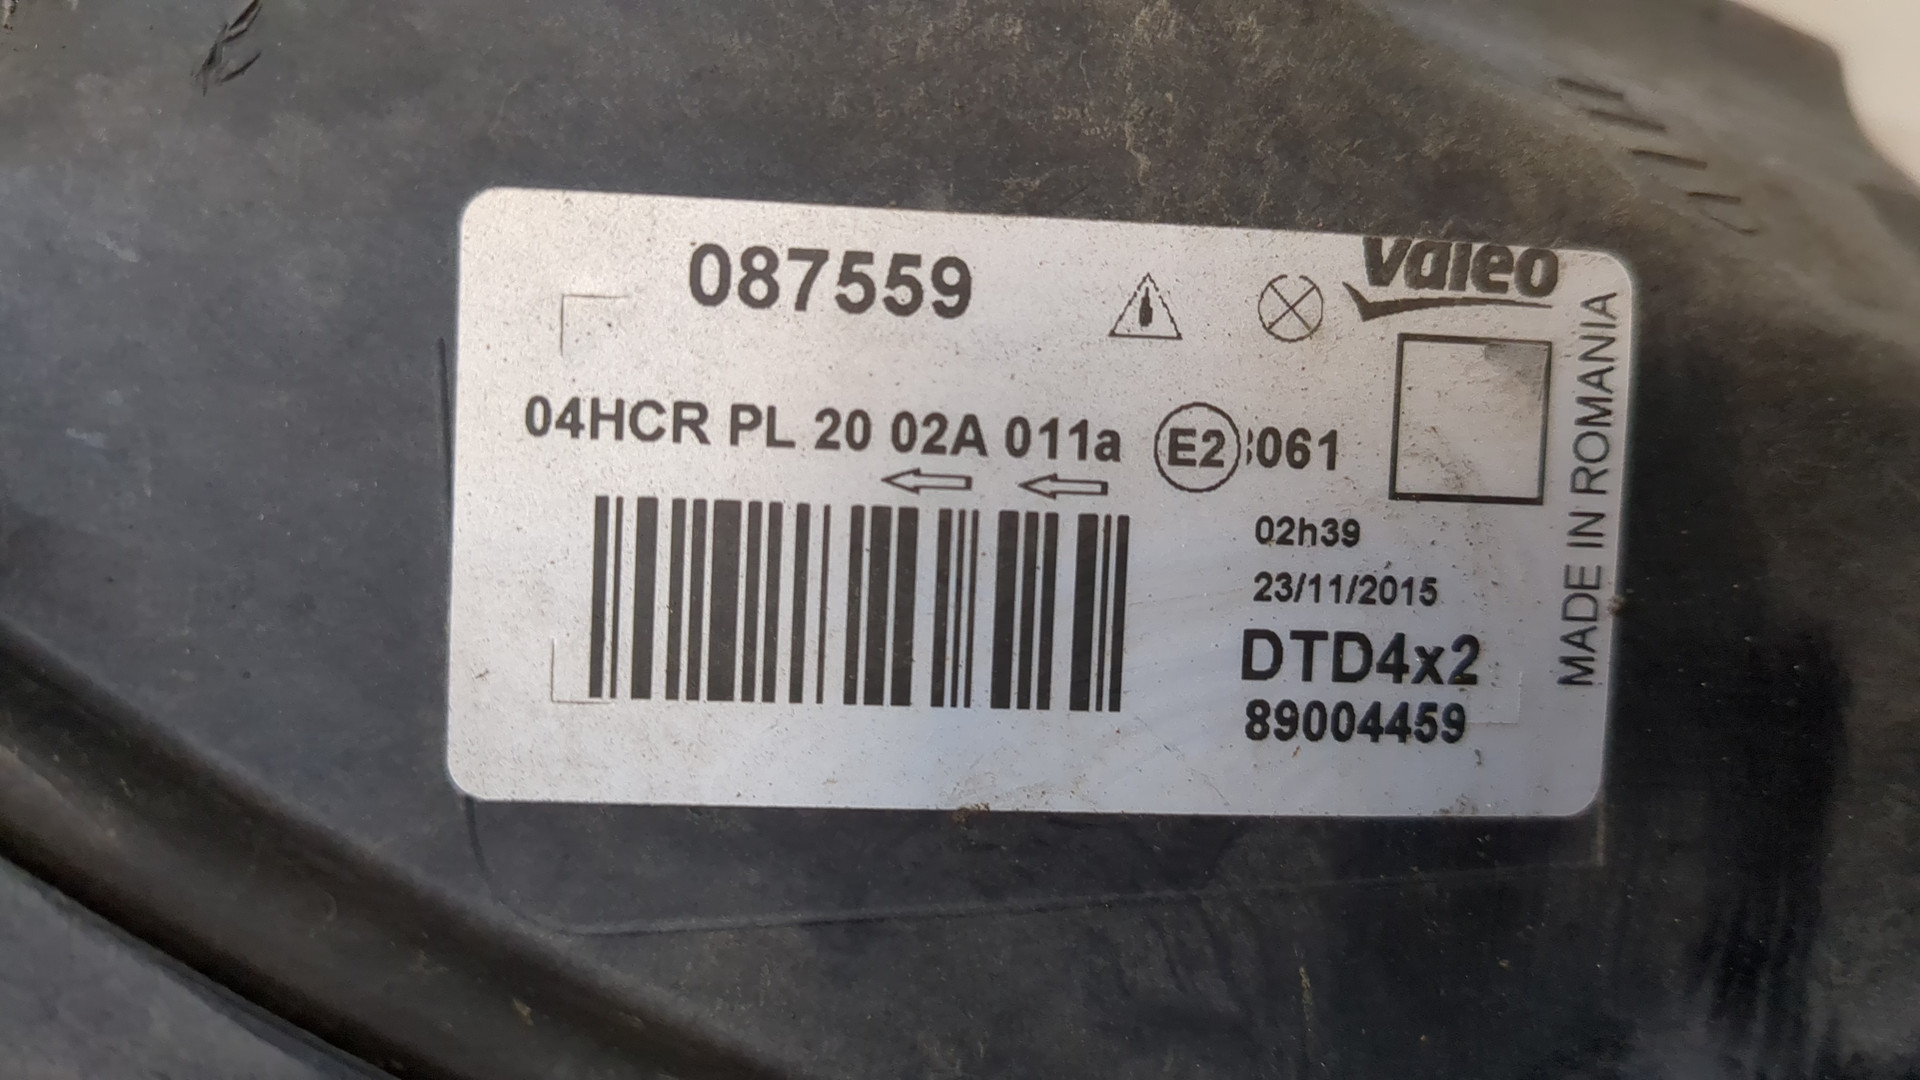 087559
valeo
04HCR PL 20 02A 011a E2 061
02h39
23/11/2015
DTD4x2
89004459
MADE IN ROMANIA